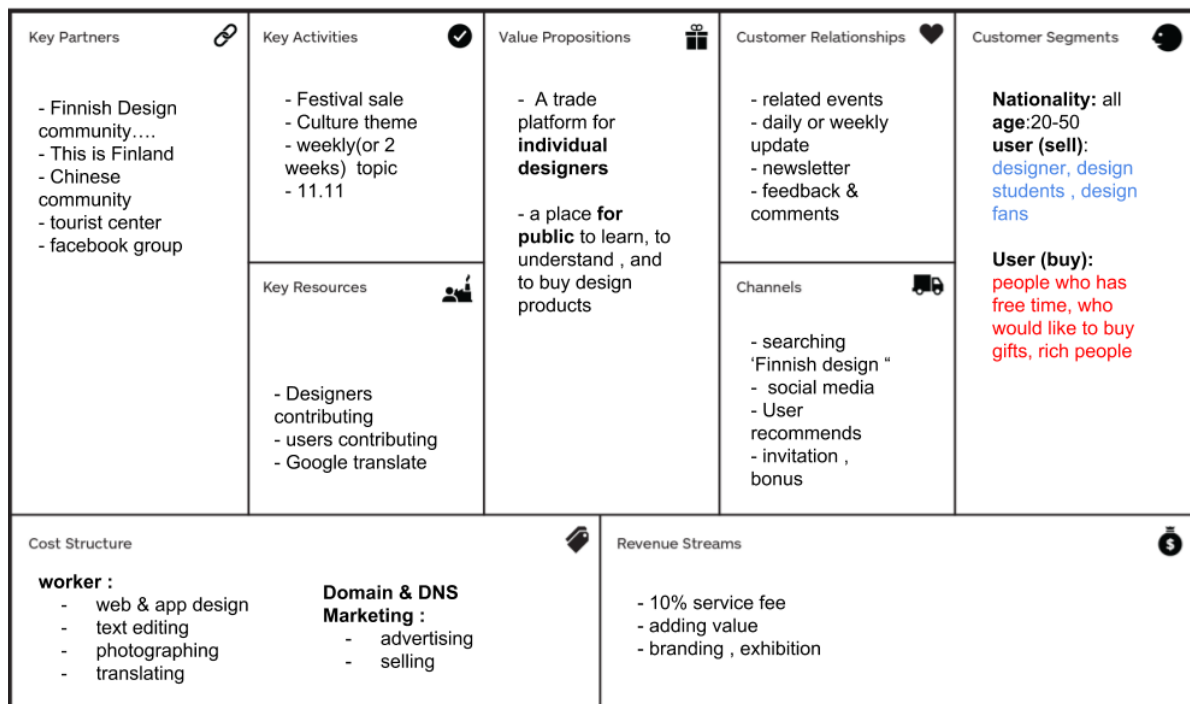 Key Partners
- Finnish Design
community….
- This is Finland
- Chinese
community
- tourist center
- facebook group
Key Activities
- Festival sale
- Culture theme
- weekly(or 2
weeks)  topic
- 11.11
Key Resources
- Designers
contributing
- users contributing
- Google translate
Value Propositions
-  A trade
platform for
individual
designers
- a place for
public to learn, to
understand , and
to buy design
products
Customer Relationships
- related events
- daily or weekly
update
- newsletter
- feedback &
comments
Channels
- searching
‘Finnish design “
-  social media
- User
recommends
- invitation ,
bonus
Customer Segments
Nationality: all
age:20-50
user (sell):
designer, design
students , design
fans
User (buy):
people who has
free time, who
would like to buy
gifts, rich people
Cost Structure
worker :
- web & app design
- text editing
- photographing
- translating
Domain & DNS
Marketing :
- advertising
- selling
Revenue Streams
$
- 10% service fee
- adding value
- branding , exhibition